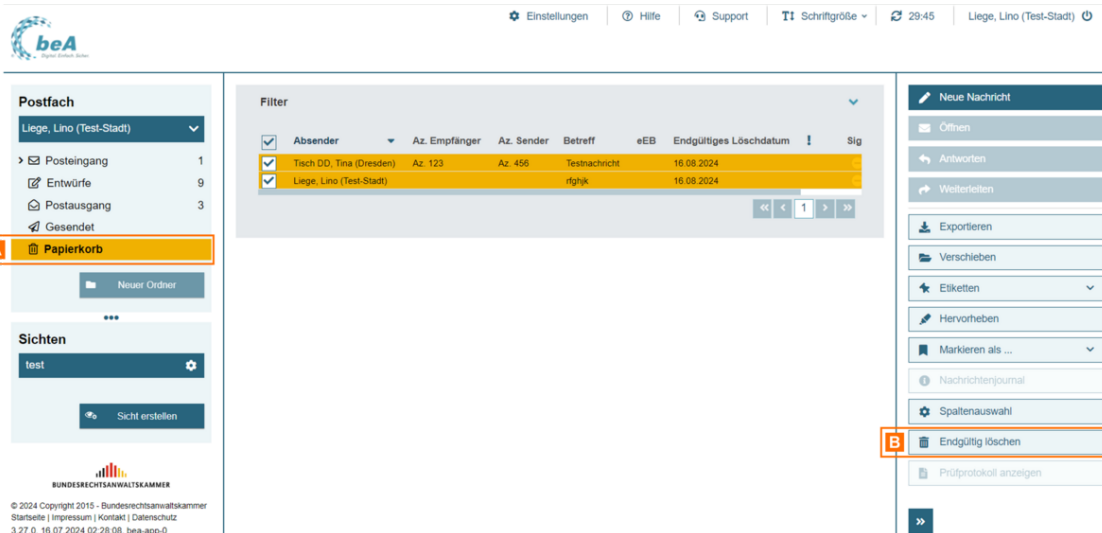 Einstellungen Hilfe Support Schriftgröße 29:45 Liege, Lino (Test-Stadt)
beA
Digital. Einfach. Sicher.
Postfach
Liege, Lino (Test-Stadt)
Posteingang 1
Entwürfe 9
Postausgang 3
Gesendet
Papierkorb
Neuer Ordner
Sichten
test
Sicht erstellen
BUNDESRECHTSANWALTSKAMMER
© 2024 Copyright 2015 - Bundesrechtsanwaltskammer
Startseite | Impressum | Kontakt | Datenschutz
3.27.0, 16.07.2024 02:28:08, bea-app-0
Filter
Absender Az. Empfänger Az. Sender Betreff eEB Endgültiges Löschdatum ! Sig
Tisch DD, Tina (Dresden) Az. 123 Az. 456 Testnachricht 16.08.2024
Liege, Lino (Test-Stadt) rfghjk 16.08.2024
« < 1 > »
Neue Nachricht
Öffnen
Antworten
Weiterleiten
Exportieren
Verschieben
Etiketten
Hervorheben
Markieren als ...
Nachrichtenjournal
Spaltenauswahl
B Endgültig löschen
Prüfprotokoll anzeigen
»